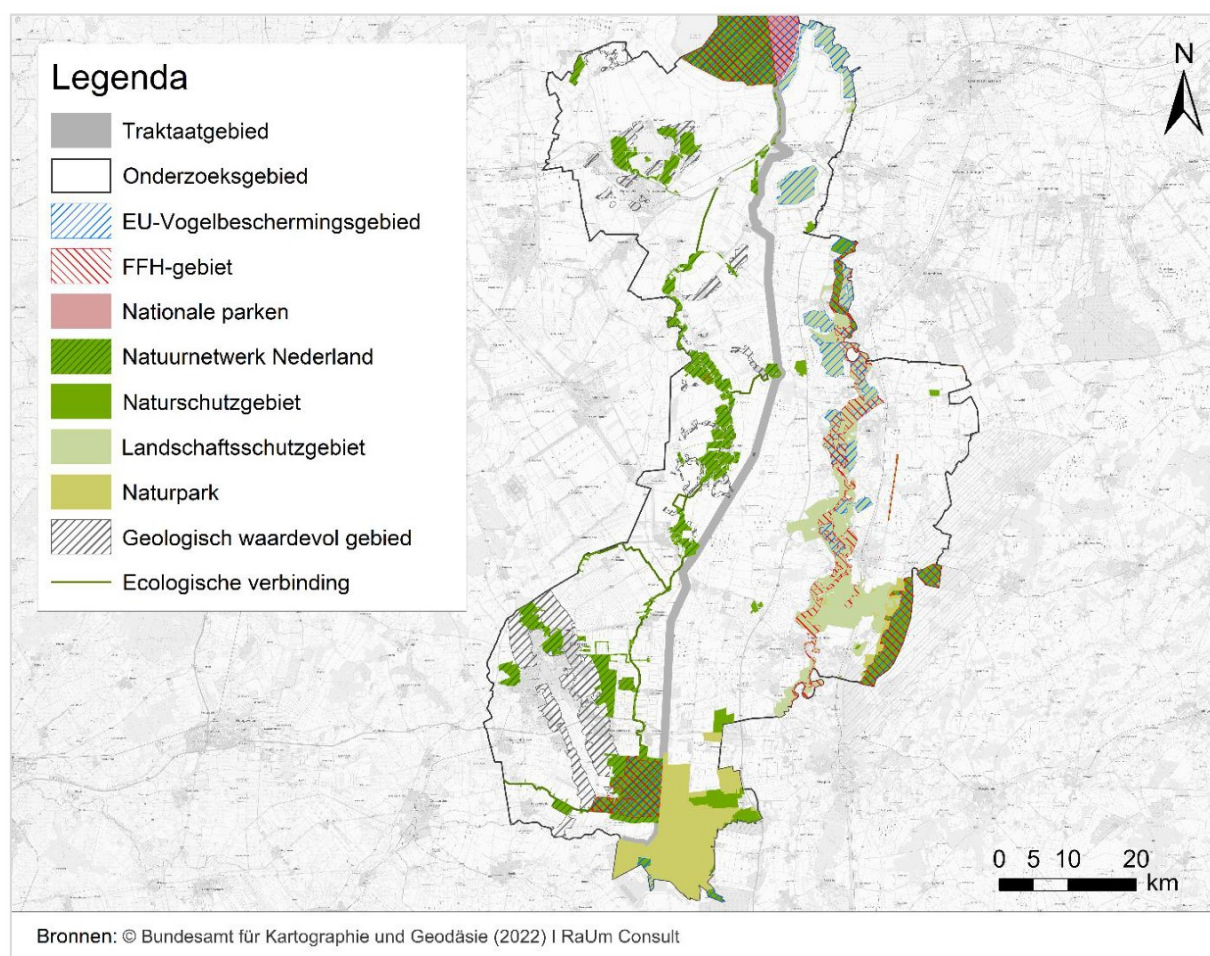 Legenda
Traktaatgebied
Onderzoeksgebied
EU-Vogelbeschermingsgebied
FFH-gebiet
Nationale parken
Natuurnetwerk Nederland
Naturschutzgebiet
Landschaftsschutzgebiet
Naturpark
Geologisch waardevol gebied
Ecologische verbinding
N
0 5 10 20
km
Bronnen: © Bundesamt für Kartographie und Geodäsie (2022) I RaUm Consult